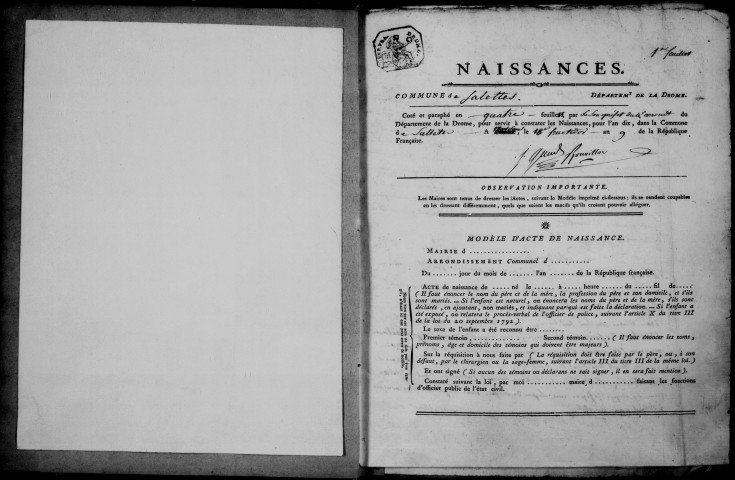 1er feuillet
NAISSANCES.
COMMUNE de Salettes. DÉPARTEMt. DE LA DROME.
Coté et paraphé en quatre feuillets par le Sous préfet de l'arrondt du
Département de la Drome, pour servir à constater les Naissances, pour l'an dix, dans la Commune
de Sallette A le 18 fructidor en 9 de la République
Française.
OBSERVATION IMPORTANTE.
Les Maires sont tenus de dresser les Actes, suivant le Modèle imprimé ci-dessous; ils se rendent coupables
en les dressant différemment, quels que soient les motifs qu'ils croient pouvoir alléguer.
MODÈLE D'ACTE DE NAISSANCE.
MAIRIE d ..................
ARRONDISSEMENT Communal d ...........
Du ....... jour du mois de ....... l'an ....... de la République française.
ACTE de naissance de ..... né le ..... à ..... heure ..... du ..... fil de .....
( Il faut énoncer le nom du père et de la mère, la profession du père et son domicile, et s'ils
sont mariés. — Si l'enfant est naturel, on énoncera les noms du père et de la mère, s'ils sont
déclarés, en ajoutant, non mariés, et indiquant par qui est faite la déclaration. — Si l'enfant a
été exposé, on relatera le procès-verbal de l'officier de police, suivant l'article X du titre III
de la loi du 20 septembre 1792 ).
Le sexe de l'enfant a été reconnu être ........
Premier témoin, ............ Second témoin. ...... ( Il faut énoncer les noms,
prénoms, âge et domicile des témoins qui doivent être majeurs ).
Sur la réquisition à nous faite par ( La réquisition doit être faite par le père, ou, à son
défaut, par le chirurgien ou la sage-femme, suivant l'article III du titre III de la même loi ).
Et ont signé ( Si aucun des témoins ou déclarans ne sait signer, il en sera fait mention ).
Constaté suivant la loi, par moi ............ maire d ........... faisant les fonctions
d'officier public de l'état civil.